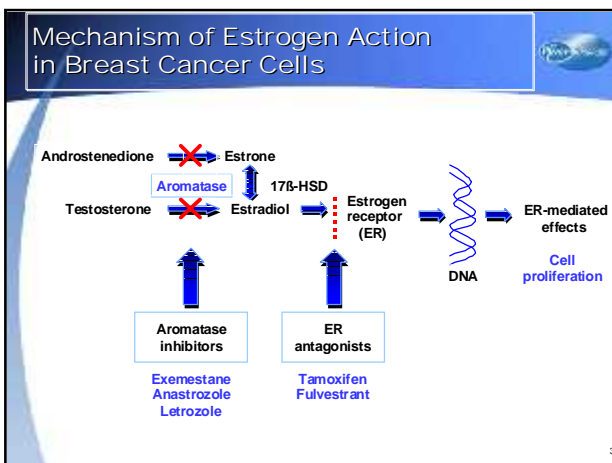 Mechanism of Estrogen Action
in Breast Cancer Cells
Androstenedione
Estrone
Aromatase
17ß-HSD
Testosterone
Estradiol
Estrogen
receptor
(ER)
DNA
ER-mediated
effects
Cell
proliferation
Aromatase
inhibitors
ER
antagonists
Exemestane
Anastrozole
Letrozole
Tamoxifen
Fulvestrant
3